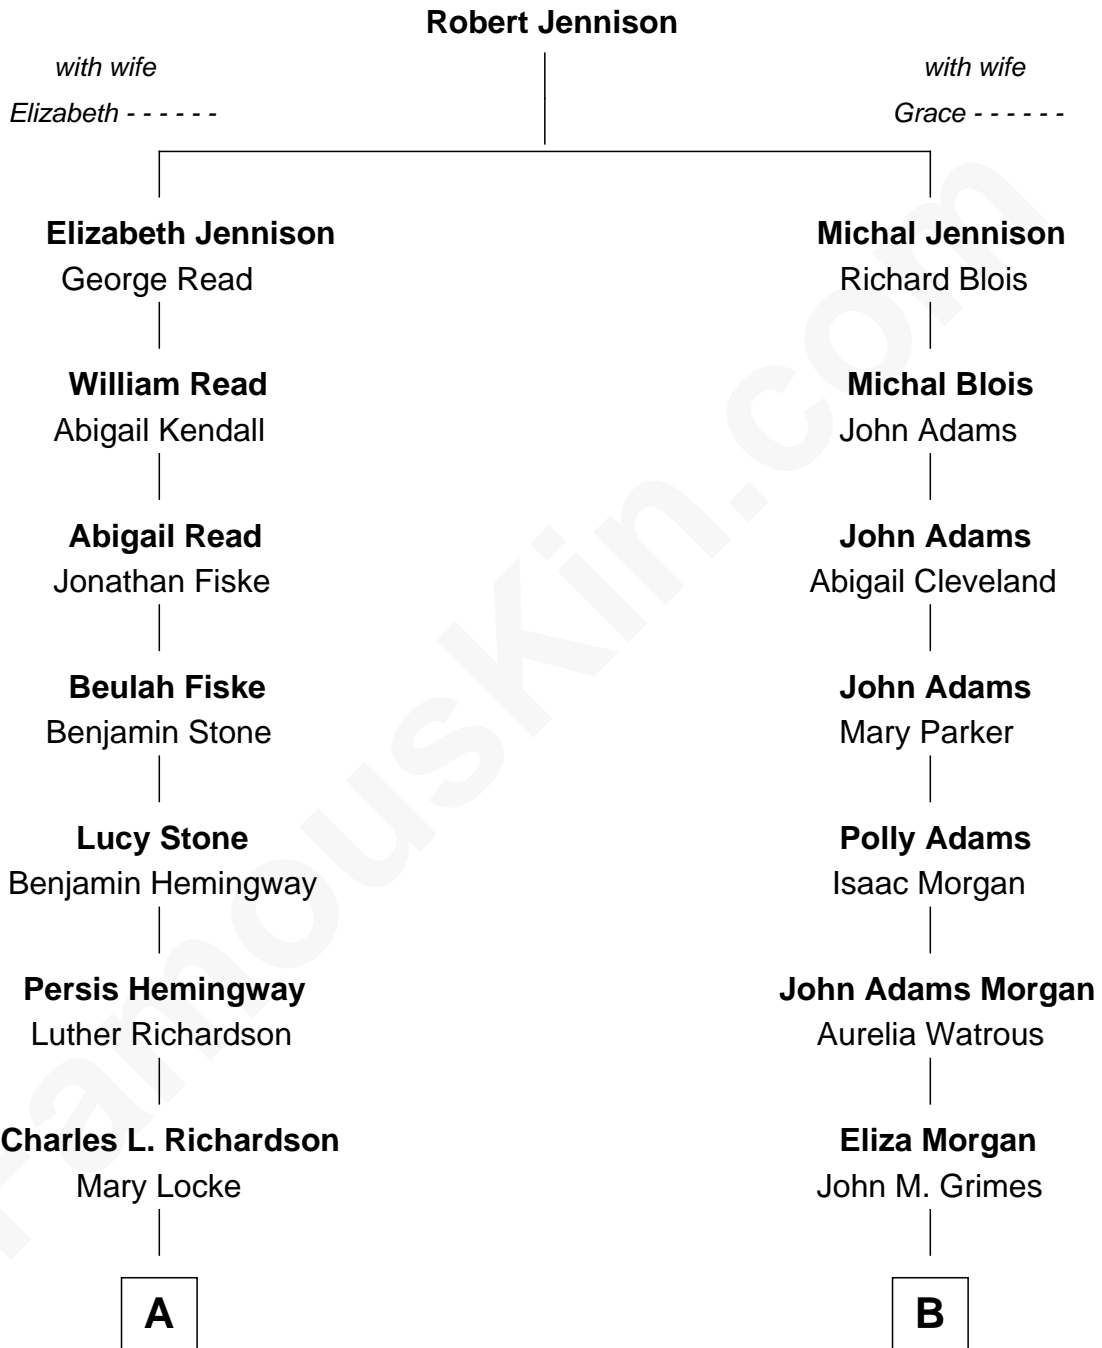 Robert Jennison
with wife
Elizabeth - - - - - -
with wife
Grace - - - - - -
Elizabeth Jennison
George Read
Michal Jennison
Richard Blois
William Read
Abigail Kendall
Michal Blois
John Adams
Abigail Read
Jonathan Fiske
John Adams
Abigail Cleveland
Beulah Fiske
Benjamin Stone
John Adams
Mary Parker
Lucy Stone
Benjamin Hemingway
Polly Adams
Isaac Morgan
Persis Hemingway
Luther Richardson
John Adams Morgan
Aurelia Watrous
Charles L. Richardson
Mary Locke
Eliza Morgan
John M. Grimes
A
B
FamousKin.com